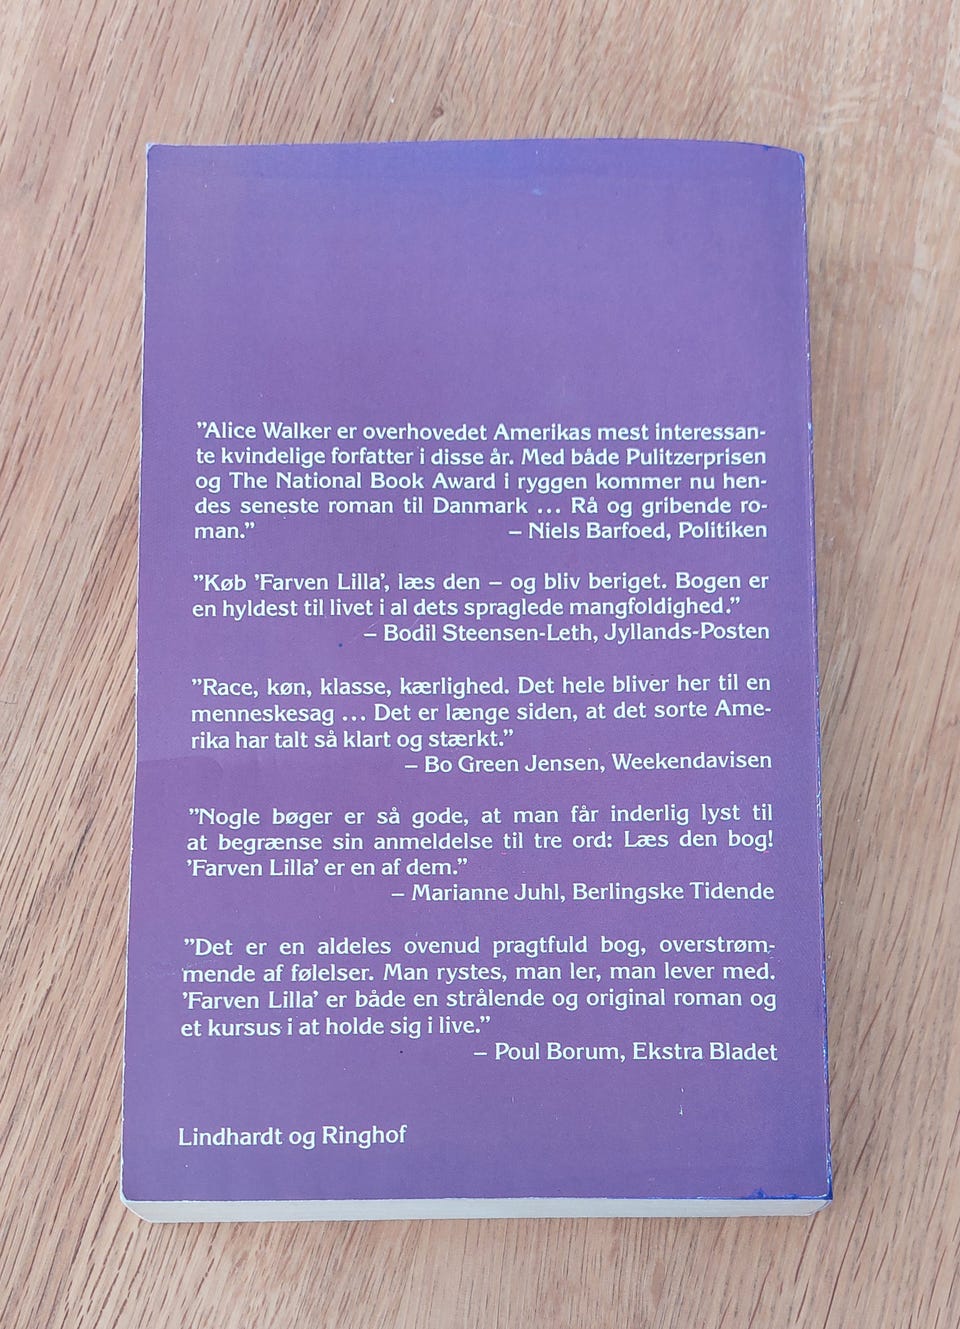 ”Alice Walker er overhovedet Amerikas mest interessan-
te kvindelige forfatter i disse år. Med både Pulitzerprisen
og The National Book Award i ryggen kommer nu hen-
des seneste roman til Danmark ... Rå og gribende ro-
man.” – Niels Barfoed, Politiken
”Køb ’Farven Lilla’, læs den – og bliv beriget. Bogen er
en hyldest til livet i al dets spraglede mangfoldighed.”
– Bodil Steensen-Leth, Jyllands-Posten
”Race, køn, klasse, kærlighed. Det hele bliver her til en
menneskesag ... Det er længe siden, at det sorte Ame-
rika har talt så klart og stærkt.”
– Bo Green Jensen, Weekendavisen
”Nogle bøger er så gode, at man får inderlig lyst til
at begrænse sin anmeldelse til tre ord: Læs den bog!
’Farven Lilla’ er en af dem.”
– Marianne Juhl, Berlingske Tidende
”Det er en aldeles ovenud pragtfuld bog, overstrøm-
mende af følelser. Man rystes, man ler, man lever med.
’Farven Lilla’ er både en strålende og original roman og
et kursus i at holde sig i live.”
– Poul Borum, Ekstra Bladet
Lindhardt og Ringhof